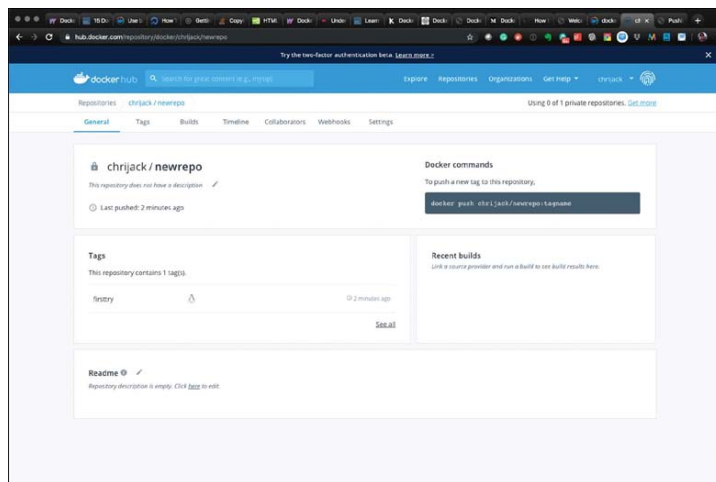 hub.docker.com/repository/docker/chrijack/newrepo
Try the two-factor authentication beta. Learn more >
docker hub
Search for great content (e.g., mysql)
Explore Repositories Organizations Get Help chrijack
Repositories chrijack / newrepo
Using 0 of 1 private repositories. Get more
General Tags Builds Timeline Collaborators Webhooks Settings
chrijack / newrepo
This repository does not have a description
Last pushed: 2 minutes ago
Docker commands
To push a new tag to this repository,
docker push chrijack/newrepo:tagname
Tags
This repository contains 1 tag(s).
firsttry
2 minutes ago
See all
Recent builds
Link a source provider and run a build to see build results here.
Readme
Repository description is empty. Click here to edit.